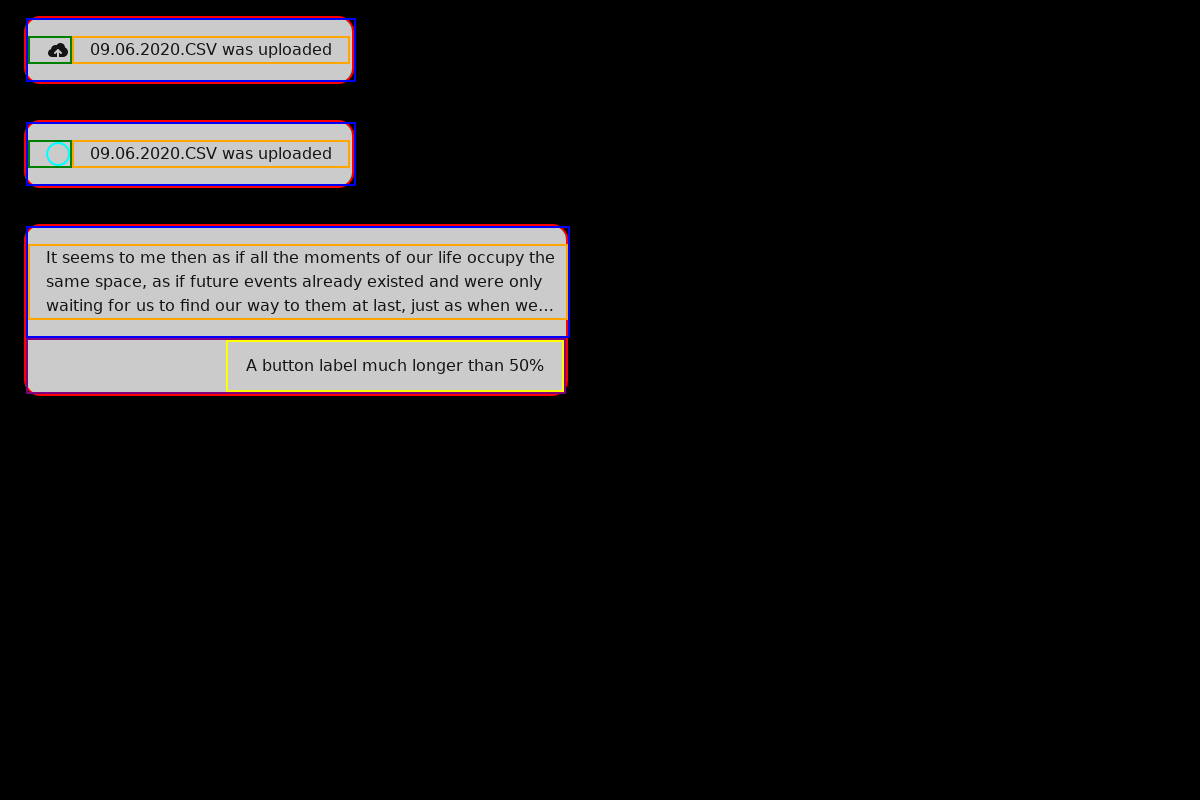 09.06.2020.CSV was uploaded
09.06.2020.CSV was uploaded
It seems to me then as if all the moments of our life occupy the
same space, as if future events already existed and were only
waiting for us to find our way to them at last, just as when we…
A button label much longer than 50%